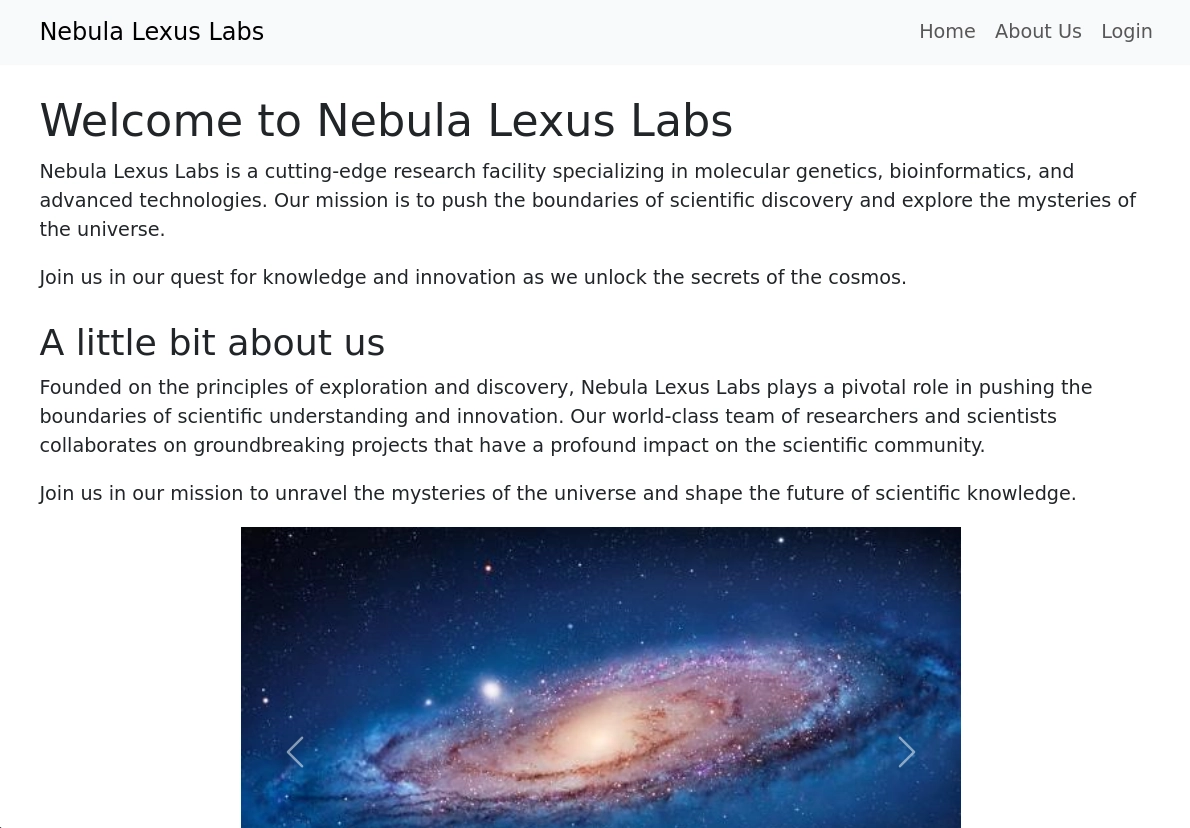 Nebula Lexus Labs
Home About Us Login
Welcome to Nebula Lexus Labs
Nebula Lexus Labs is a cutting-edge research facility specializing in molecular genetics, bioinformatics, and
advanced technologies. Our mission is to push the boundaries of scientific discovery and explore the mysteries of
the universe.
Join us in our quest for knowledge and innovation as we unlock the secrets of the cosmos.
A little bit about us
Founded on the principles of exploration and discovery, Nebula Lexus Labs plays a pivotal role in pushing the
boundaries of scientific understanding and innovation. Our world-class team of researchers and scientists
collaborates on groundbreaking projects that have a profound impact on the scientific community.
Join us in our mission to unravel the mysteries of the universe and shape the future of scientific knowledge.